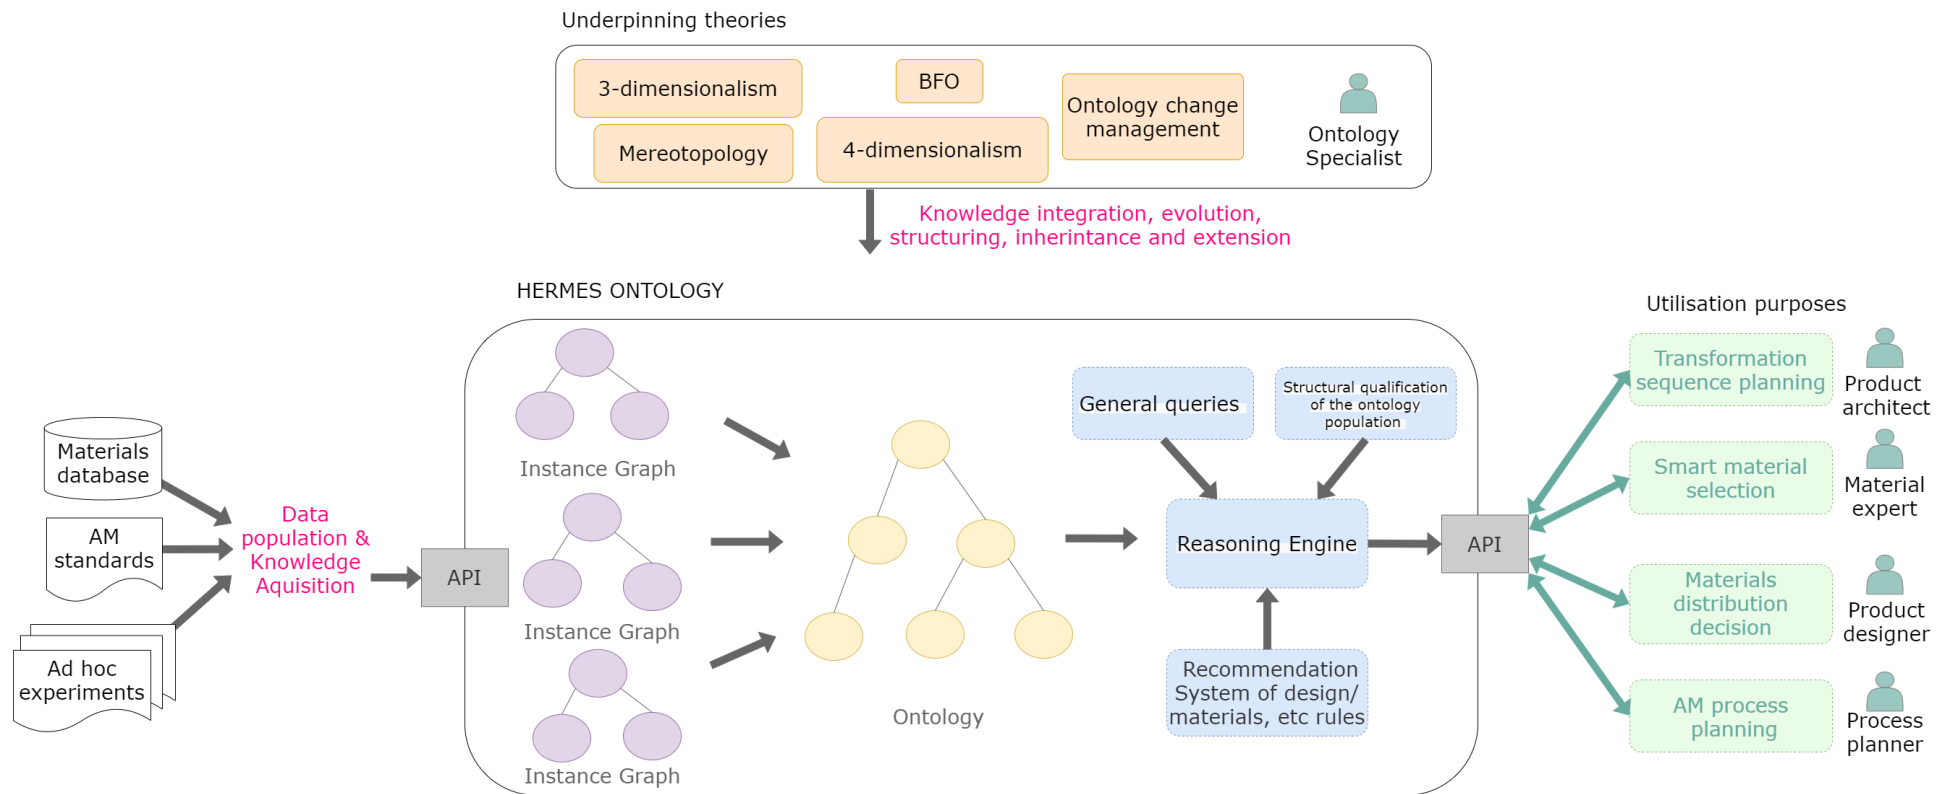 Underpinning theories
3-dimensionalism
BFO
Ontology change
management
Mereotopology
4-dimensionalism
Ontology
Specialist
Knowledge integration, evolution,
structuring, inherintance and extension
HERMES ONTOLOGY
Materials
database
AM
standards
Ad hoc
experiments
Data
population &
Knowledge
Aquisition
API
Instance Graph
Instance Graph
Instance Graph
Ontology
General queries
Structural qualification
of the ontology
population
Reasoning Engine
Recommendation
System of design/
materials, etc rules
API
Utilisation purposes
Transformation
sequence planning
Product
architect
Smart material
selection
Material
expert
Materials
distribution
decision
Product
designer
AM process
planning
Process
planner